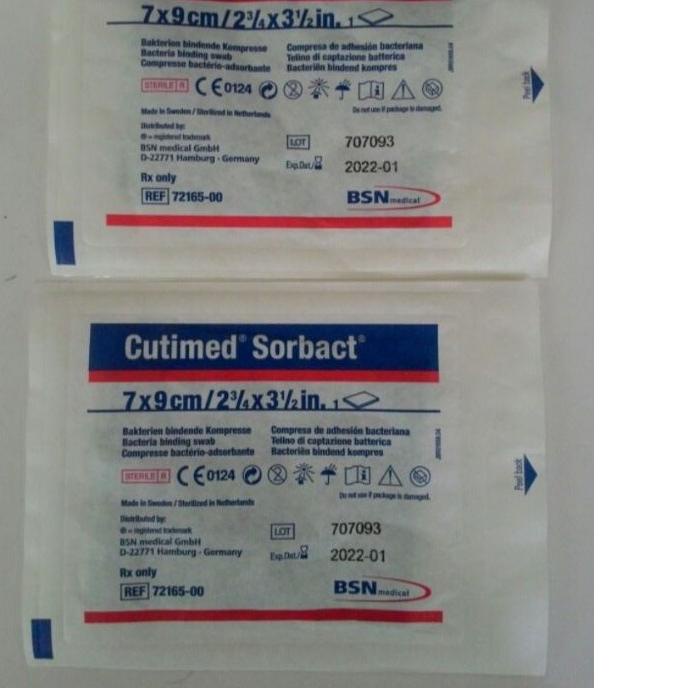 7x9cm/2¾x3½in. 1
Bakterien bindende Kompresse
Bacteria binding swab
Compresse bactério-adsorbante
Compresa de adhesión bacteriana
Telino di captazione batterica
Bacteriën bindend kompres
STERILE R CE0124
Do not use if package is damaged.
Peel back
Made in Sweden / Sterilized in Netherlands
Distributed by:
® = registered trademark
BSN medical GmbH
D-22771 Hamburg - Germany
LOT 707093
Exp.Dat./ 2022-01
Rx only
REF 72165-00
BSN medical
Cutimed® Sorbact®
7x9cm/2¾x3½in. 1
Bakterien bindende Kompresse
Bacteria binding swab
Compresse bactério-adsorbante
Compresa de adhesión bacteriana
Telino di captazione batterica
Bacteriën bindend kompres
STERILE R CE0124
Do not use if package is damaged.
Peel back
Made in Sweden / Sterilized in Netherlands
Distributed by:
® = registered trademark
BSN medical GmbH
D-22771 Hamburg - Germany
LOT 707093
Exp.Dat./ 2022-01
Rx only
REF 72165-00
BSN medical